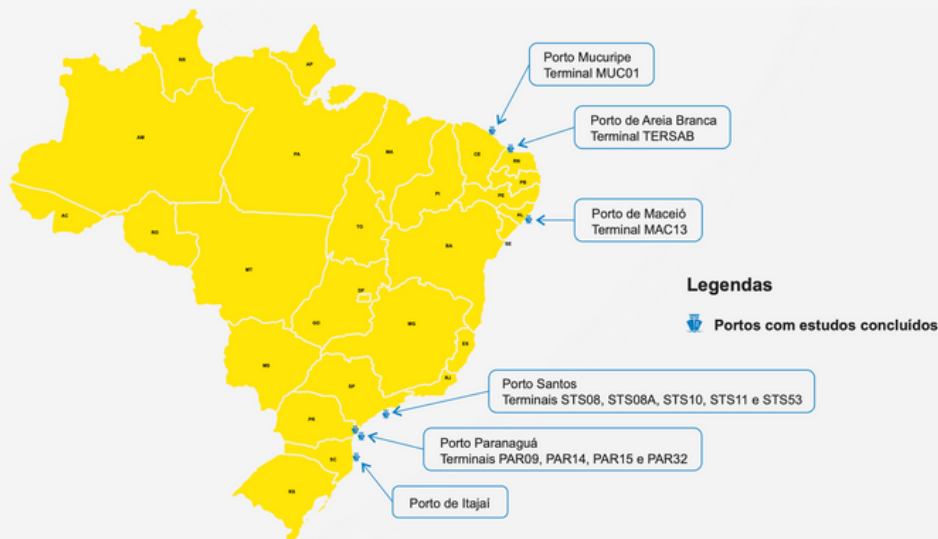 Porto Mucuripe
Terminal MUC01
Porto de Areia Branca
Terminal TERSAB
Porto de Maceió
Terminal MAC13
Legendas
Portos com estudos concluídos
Porto Santos
Terminais STS08, STS08A, STS10, STS11 e STS53
Porto Paranaguá
Terminais PAR09, PAR14, PAR15 e PAR32
Porto de Itajaí
AP
AM
PA
MA
CE
RN
PB
PE
AL
SE
PI
AC
RO
TO
BA
MT
DF
GO
MG
ES
MS
SP
RJ
PR
SC
RS